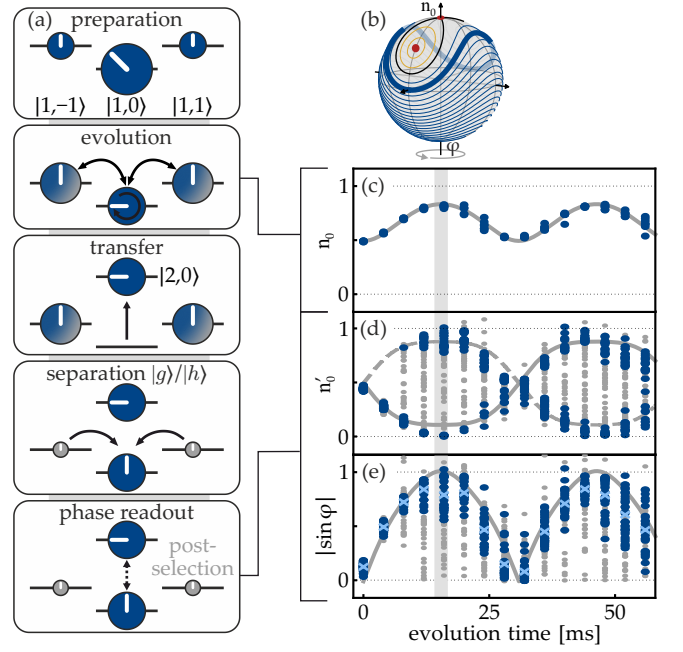 (a) preparation
|1,−1⟩ |1,0⟩ |1,1⟩
evolution
transfer
|2,0⟩
separation |g⟩/|h⟩
phase readout
post-
selection
(b)
n₀
φ
(c)
1
n₀
0
(d)
1
n′₀
0
(e)
1
|sin φ|
0
0 25 50
evolution time [ms]